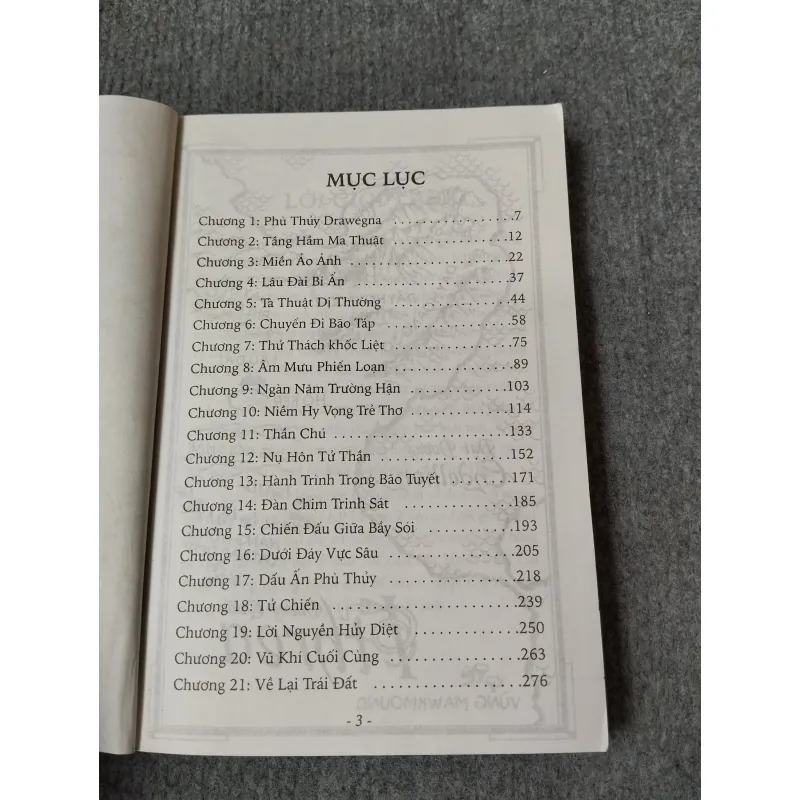 MỤC LỤC
Chương 1: Phù Thủy Drawegna ................7
Chương 2: Tầng Hầm Ma Thuật ................12
Chương 3: Miền Ảo Ảnh ....................22
Chương 4: Lâu Đài Bí Ẩn ....................37
Chương 5: Tà Thuật Dị Thường ................44
Chương 6: Chuyến Đi Bão Táp .................58
Chương 7: Thử Thách khốc Liệt ................75
Chương 8: Âm Mưu Phiến Loạn ................89
Chương 9: Ngàn Năm Trường Hận .............103
Chương 10: Niềm Hy Vọng Trẻ Thơ ............114
Chương 11: Thần Chú ......................133
Chương 12: Nụ Hôn Tử Thần .................152
Chương 13: Hành Trình Trong Bão Tuyết ........171
Chương 14: Đàn Chim Trinh Sát ...............185
Chương 15: Chiến Đấu Giữa Bầy Sói ...........193
Chương 16: Dưới Đáy Vực Sâu ................205
Chương 17: Dấu Ấn Phù Thủy ................218
Chương 18: Tử Chiến .......................239
Chương 19: Lời Nguyền Hủy Diệt .............250
Chương 20: Vũ Khí Cuối Cùng ................263
Chương 21: Về Lại Trái Đất ..................276
- 3 -
VÙNG MAWKMOUND